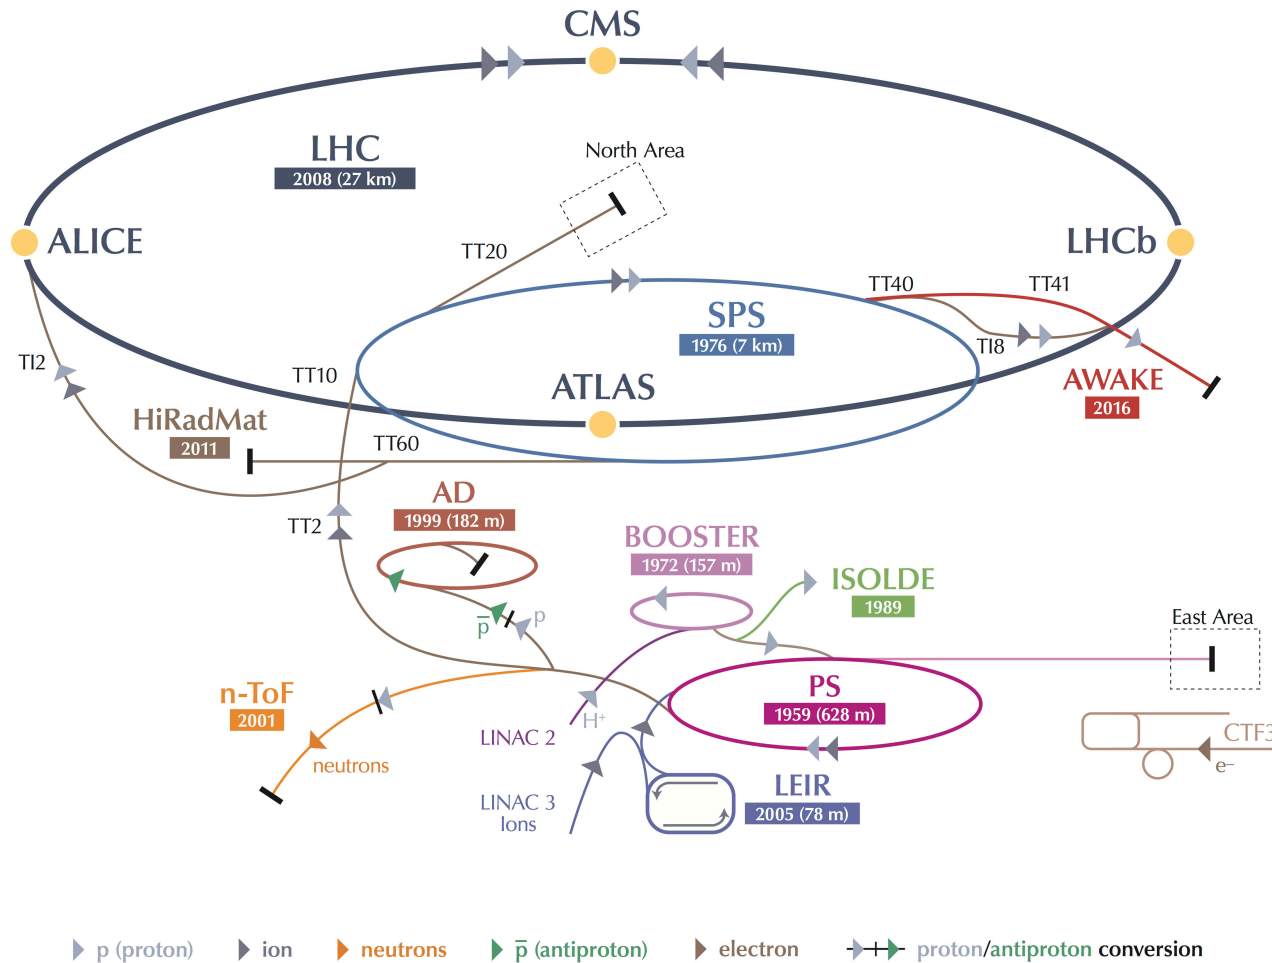 CMS
LHC
2008 (27 km)
North Area
ALICE
LHCb
TT20
TT40
TT41
SPS
1976 (7 km)
TI8
TI2
TT10
ATLAS
AWAKE
2016
HiRadMat
2011
TT60
AD
1999 (182 m)
TT2
BOOSTER
1972 (157 m)
ISOLDE
1989
p
p̅
East Area
n-ToF
2001
PS
1959 (628 m)
H+
LINAC 2
CTF3
neutrons
e–
LEIR
2005 (78 m)
LINAC 3
Ions
p (proton) ion neutrons p̅ (antiproton) electron proton/antiproton conversion